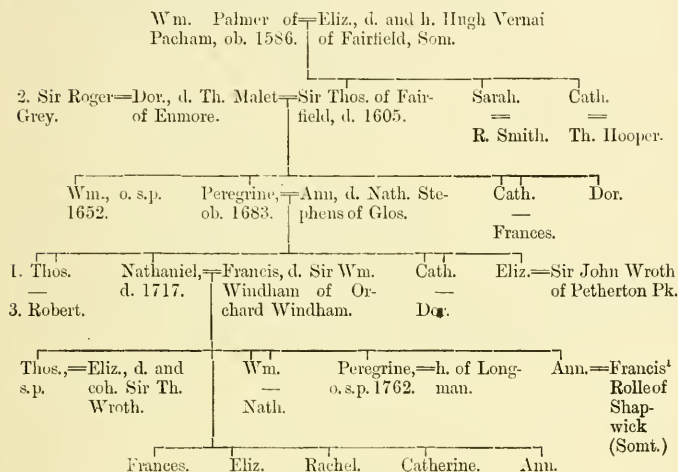 Wm. Palmer of Eliz., d. and h. Hugh Vernai
Pacham, ob. 1586. of Fairfield, Som.
2. Sir Roger=Dor., d. Th. Malet Sir Thos. of Fair- Sarah. Cath.
Grey. of Enmore. field, d. 1605. = =
R. Smith. Th. Hooper.
Wm., o. s.p. Peregrine, Ann, d. Nath. Ste- Cath. Dor.
1652. ob. 1683. phens of Glos. —
Frances.
1. Thos. Nathaniel, Francis, d. Sir Wm. Cath. Eliz.=Sir John Wroth
— d. 1717. Windham of Or- — of Petherton Pk.
3. Robert. chard Windham. Dor.
Thos.,=Eliz., d. and Wm. Peregrine,=h. of Long- Ann.=Francis¹
s.p. coh. Sir Th. — o. s.p. 1762. man. Rolle of
Wroth. Nath. Shap-
wick
(Somt.)
Frances. Eliz. Rachel. Catherine. Ann.